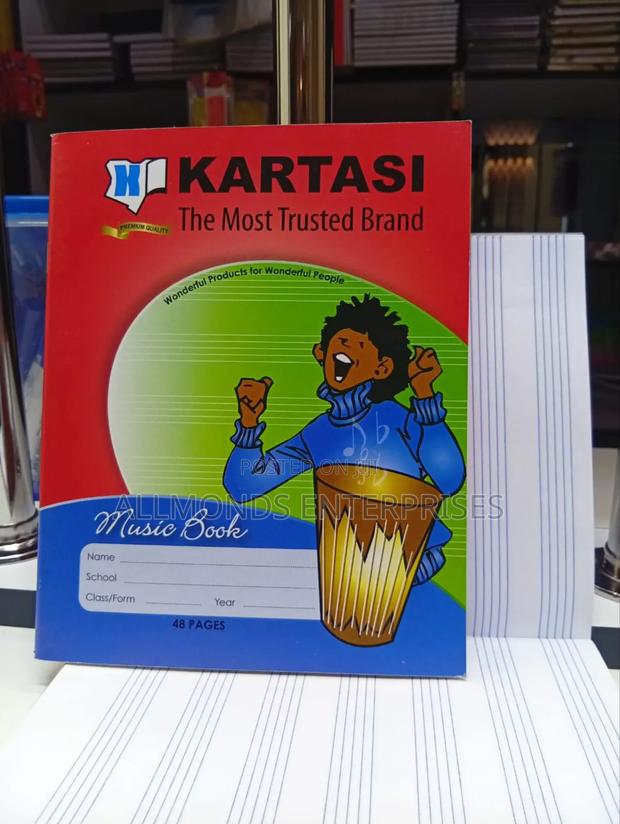 K
KARTASI
PREMIUM QUALITY
The Most Trusted Brand
Wonderful Products for Wonderful People
POSTED ON Jiji
ALLMONDS ENTERPRISES
Music Book
Name
School
Class/Form Year
48 PAGES